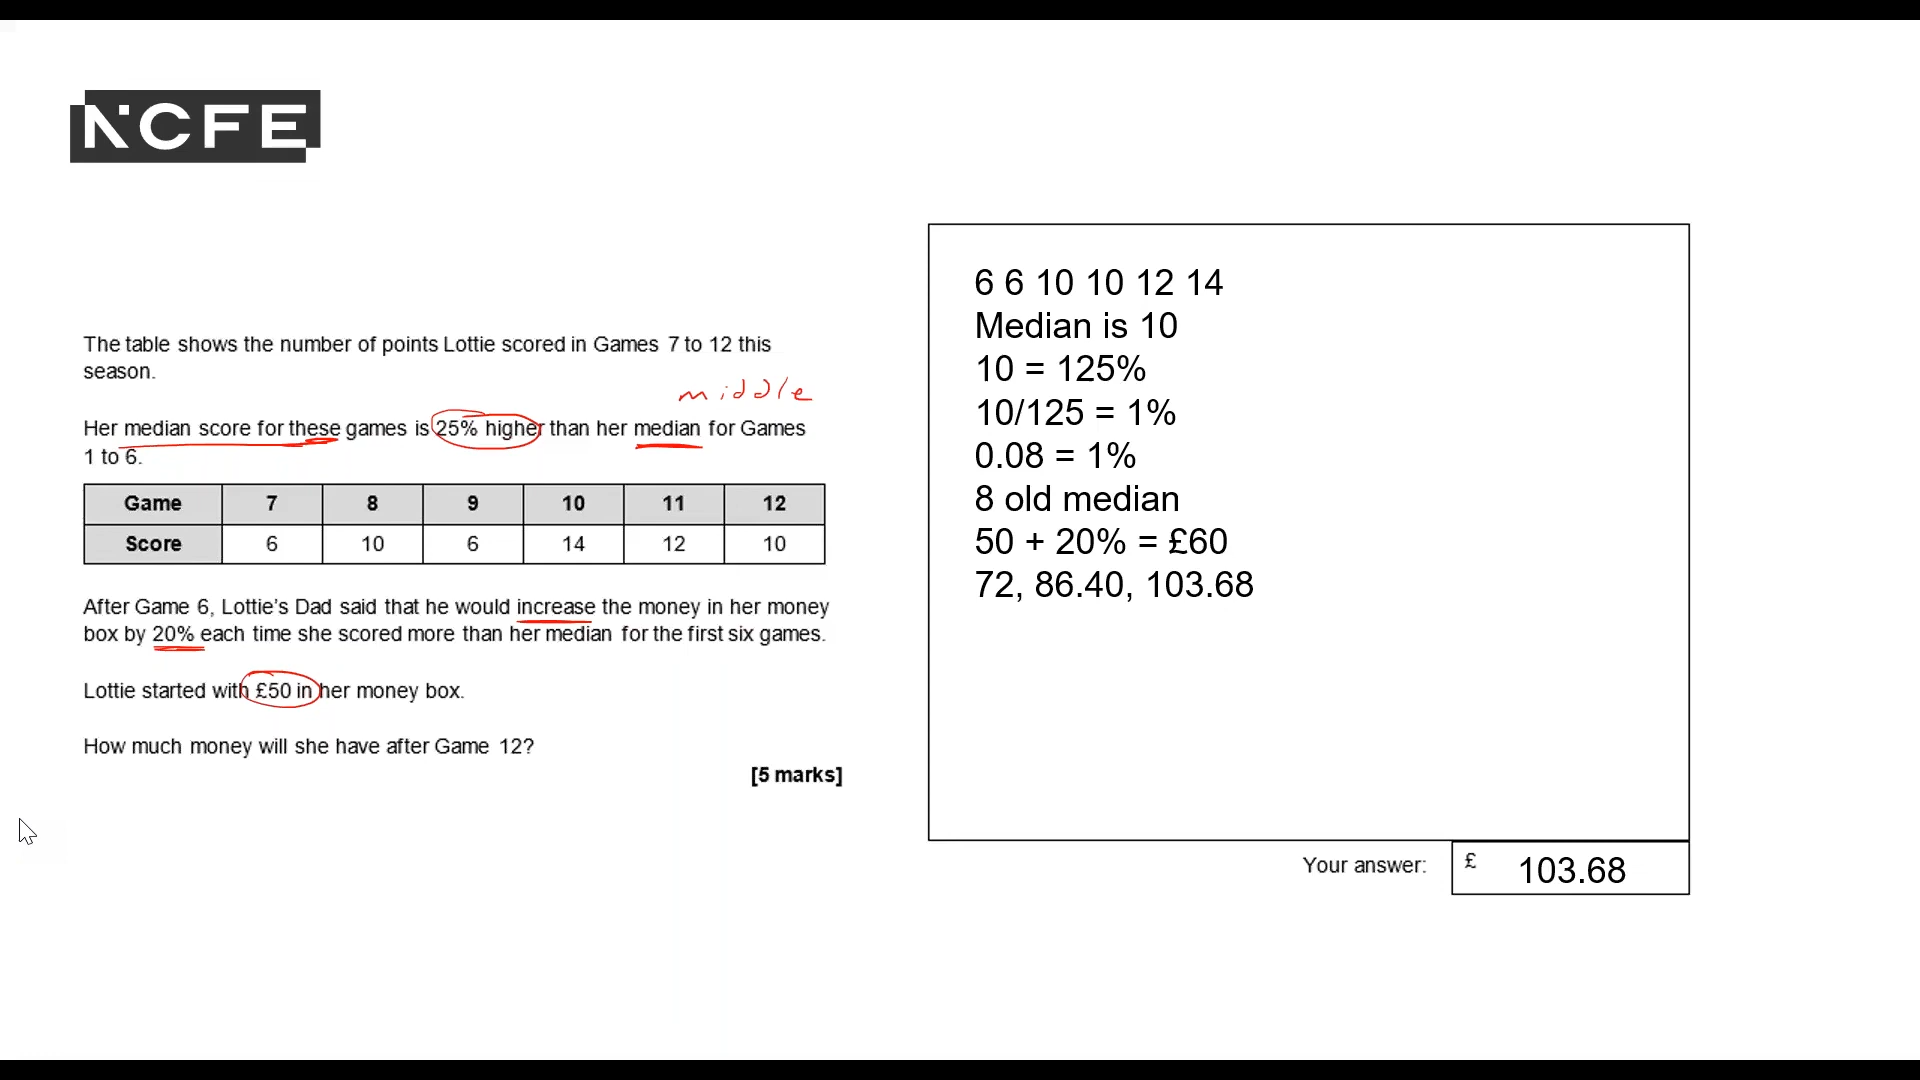 NCFE
The table shows the number of points Lottie scored in Games 7 to 12 this
season.
middle
Her median score for these games is 25% higher than her median for Games
1 to 6.
Game 7 8 9 10 11 12
Score 6 10 6 14 12 10
After Game 6, Lottie’s Dad said that he would increase the money in her money
box by 20% each time she scored more than her median for the first six games.
Lottie started with £50 in her money box.
How much money will she have after Game 12?
[5 marks]
6 6 10 10 12 14
Median is 10
10 = 125%
10/125 = 1%
0.08 = 1%
8 old median
50 + 20% = £60
72, 86.40, 103.68
Your answer: £ 103.68